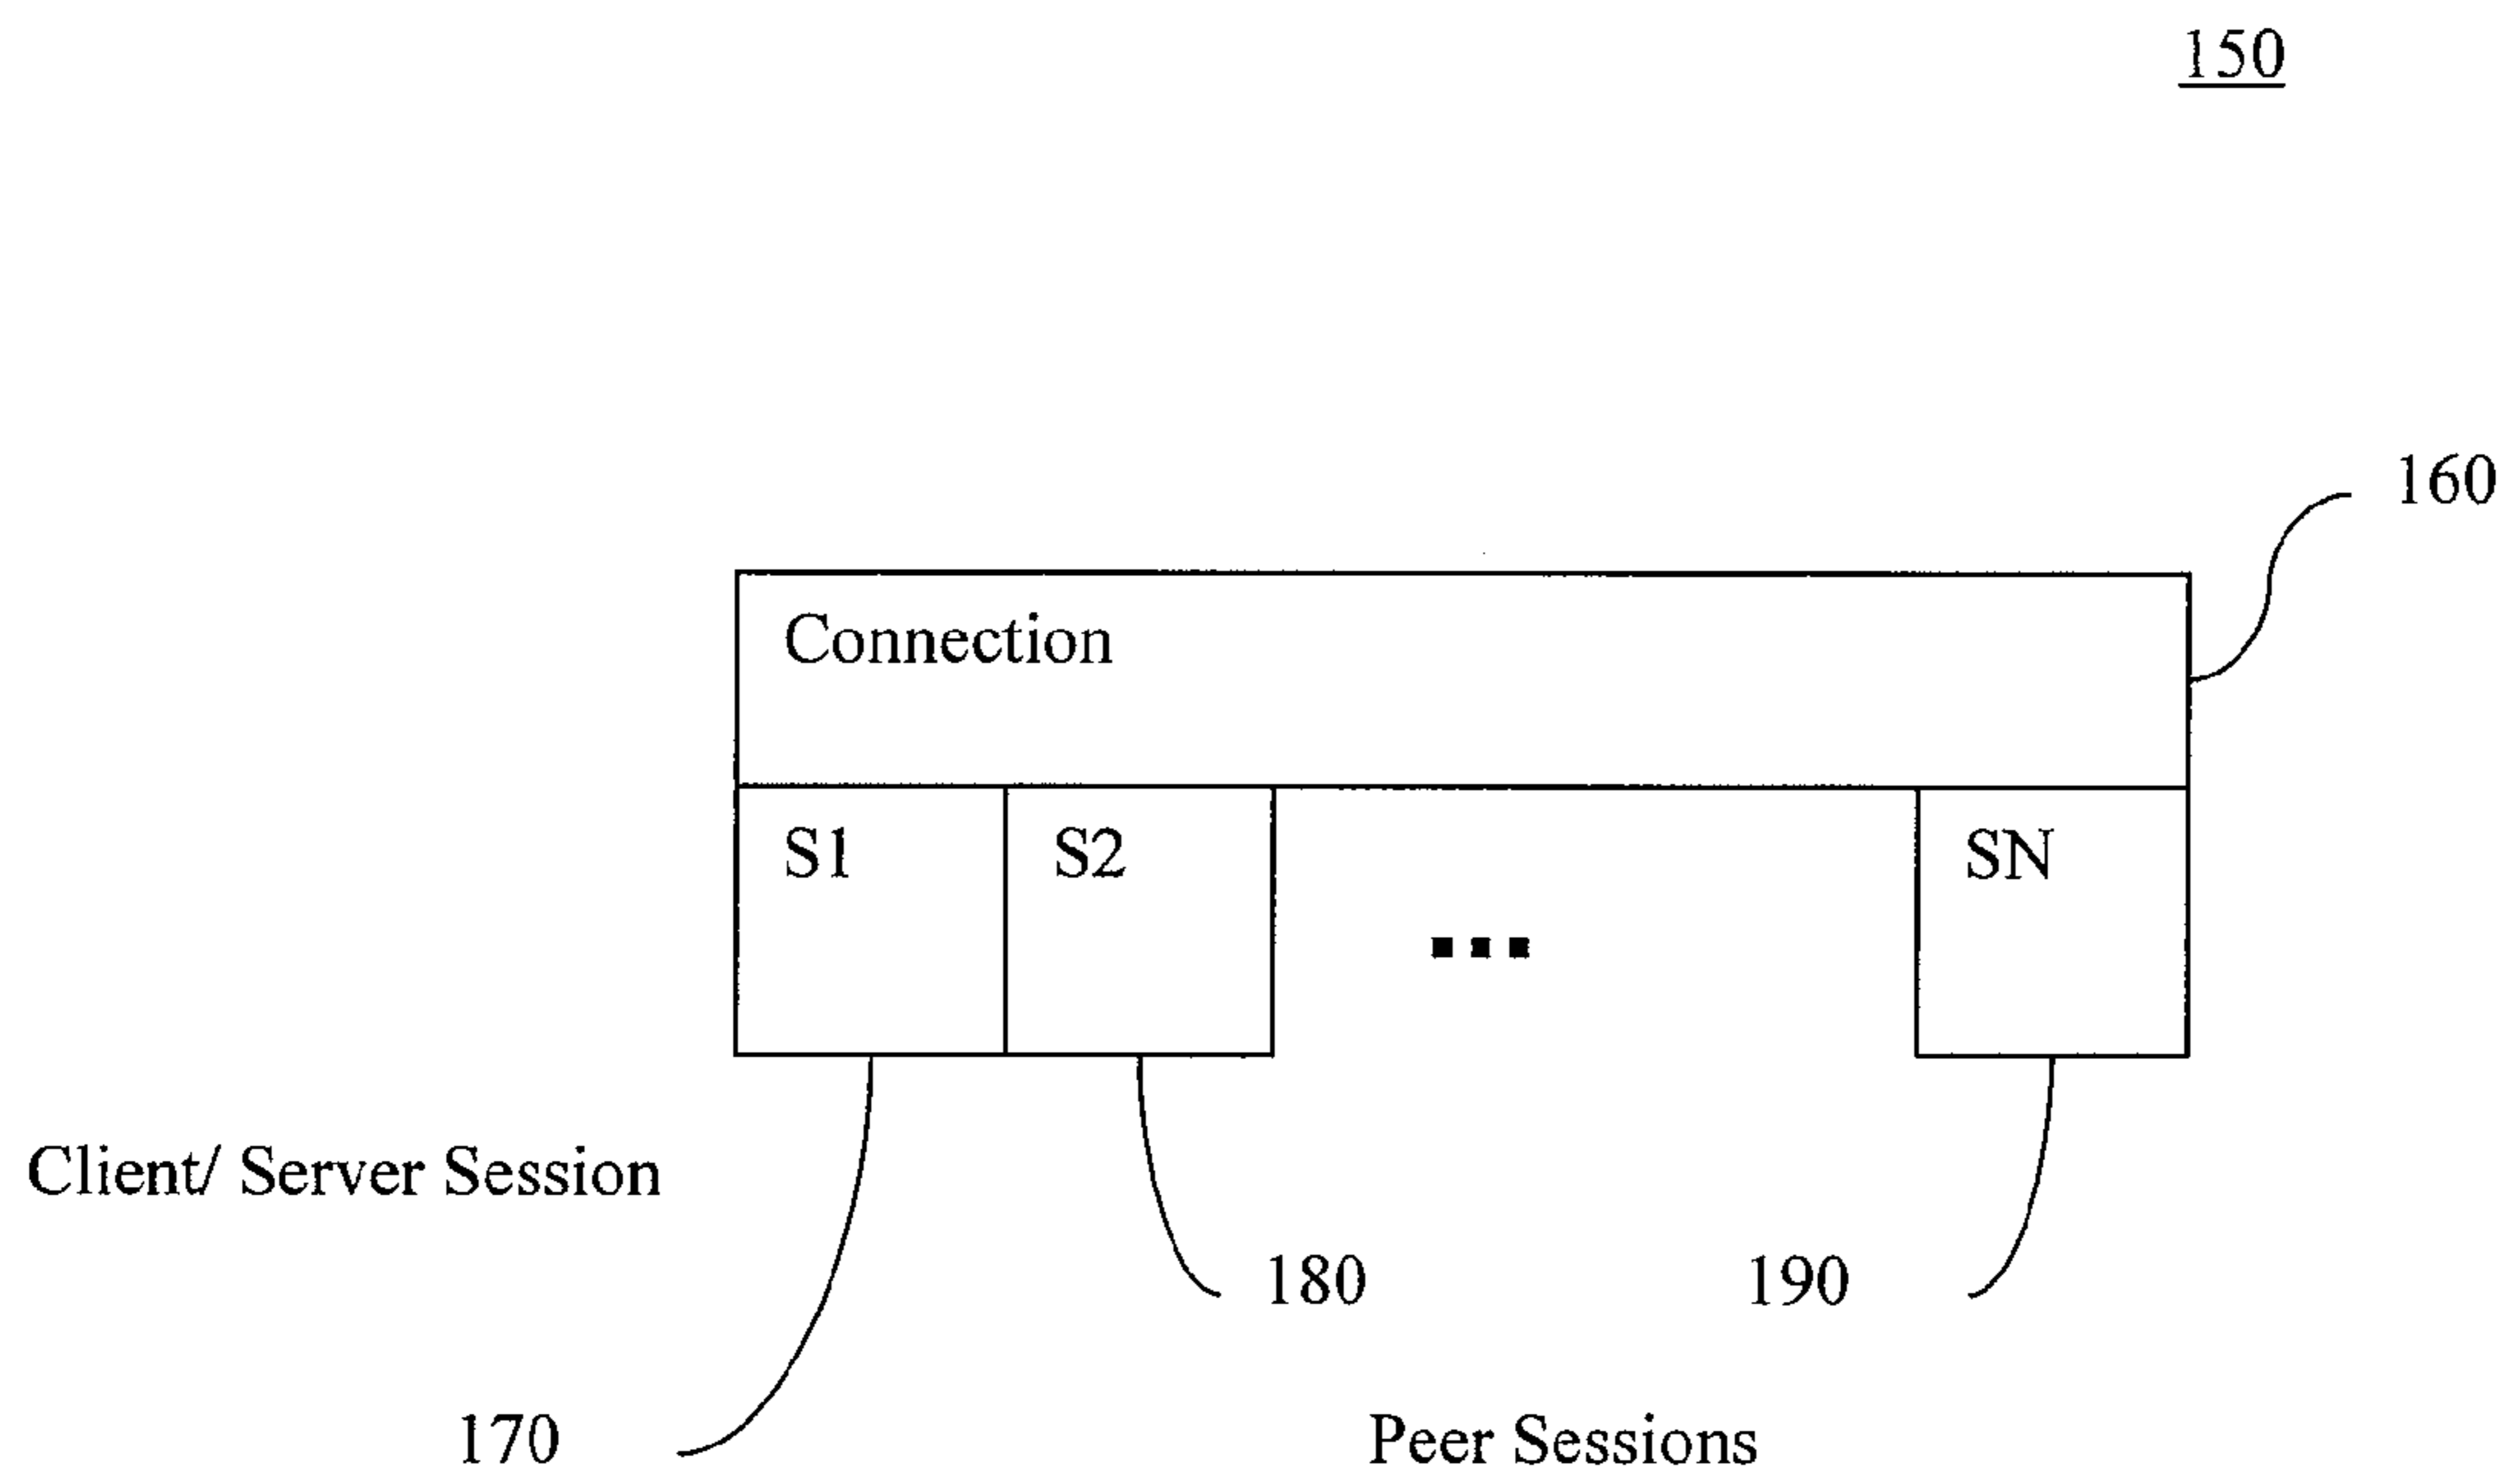 150
160
Connection
S1
S2
SN
Client/ Server Session
180
190
170
Peer Sessions